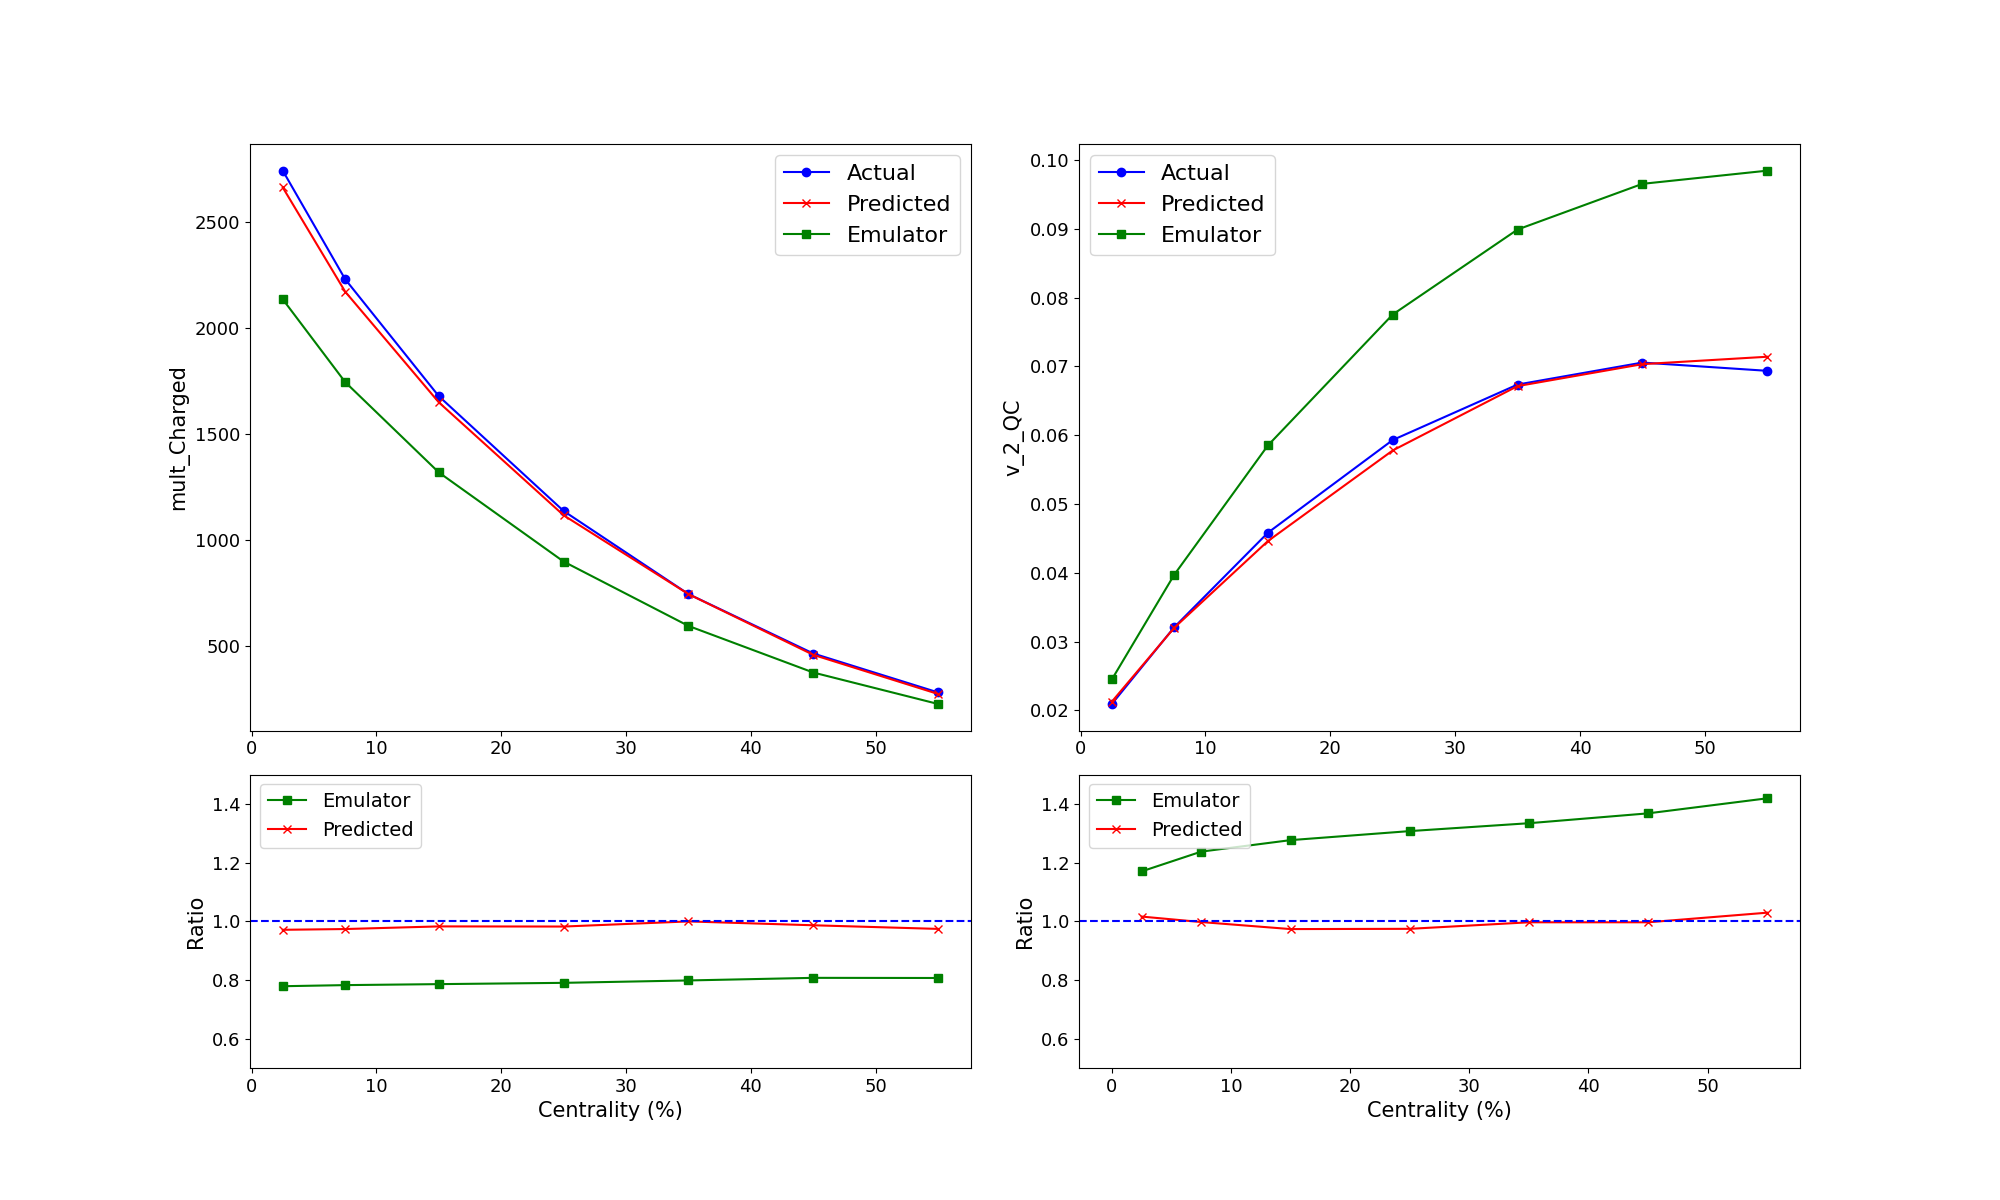 mult_Charged
2500
2000
1500
1000
500
0 10 20 30 40 50
Actual
Predicted
Emulator
v_2_QC
0.10
0.09
0.08
0.07
0.06
0.05
0.04
0.03
0.02
0 10 20 30 40 50
Actual
Predicted
Emulator
Ratio
1.4
1.2
1.0
0.8
0.6
0 10 20 30 40 50
Centrality (%)
Emulator
Predicted
Ratio
1.4
1.2
1.0
0.8
0.6
0 10 20 30 40 50
Centrality (%)
Emulator
Predicted